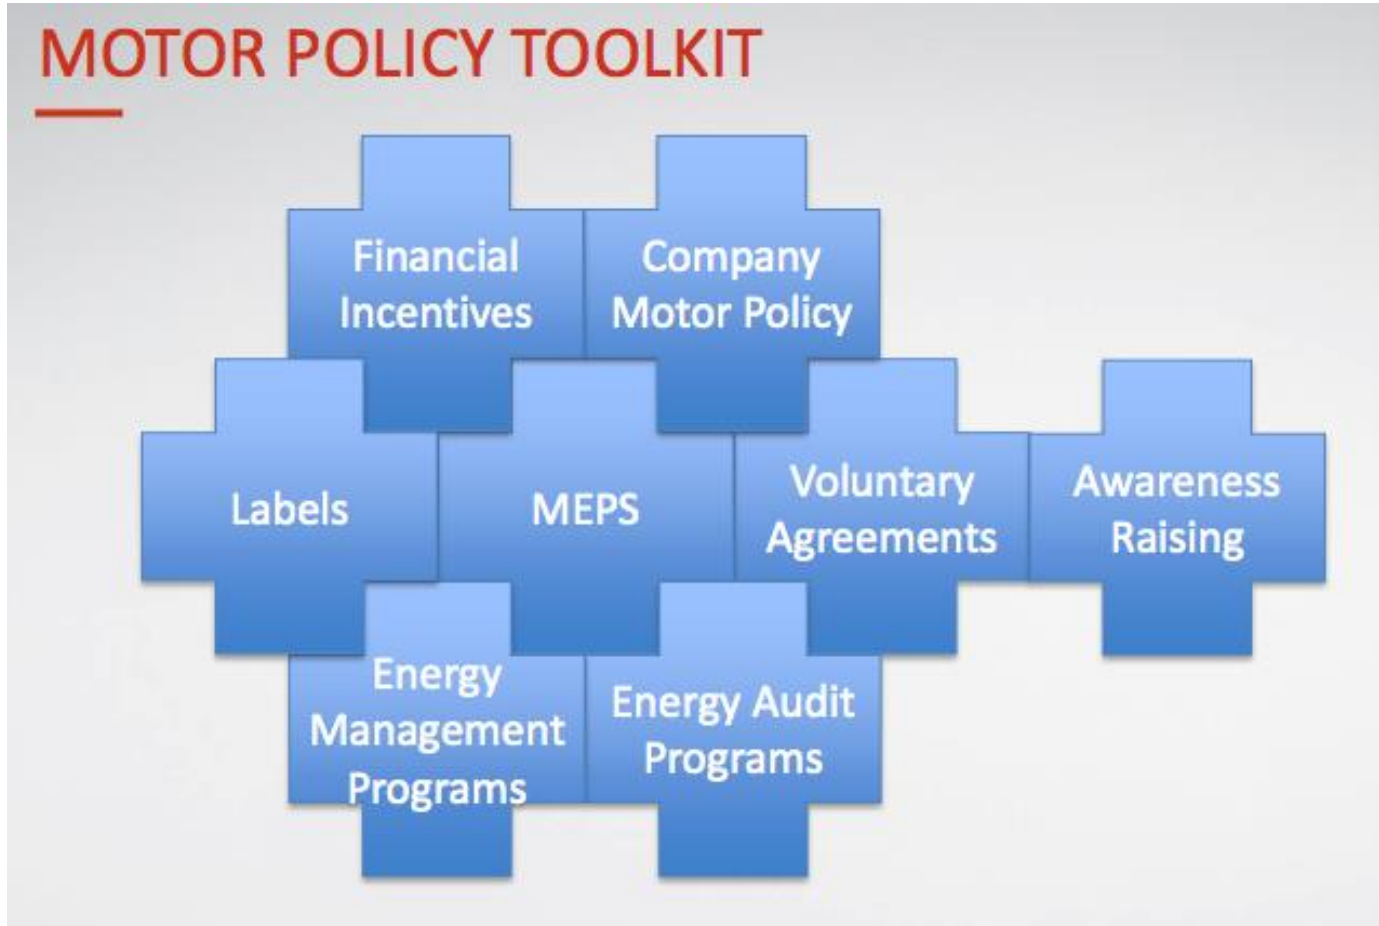 MOTOR POLICY TOOLKIT
Financial
Incentives
Company
Motor Policy
Labels
MEPS
Voluntary
Agreements
Awareness
Raising
Energy
Management
Programs
Energy Audit
Programs